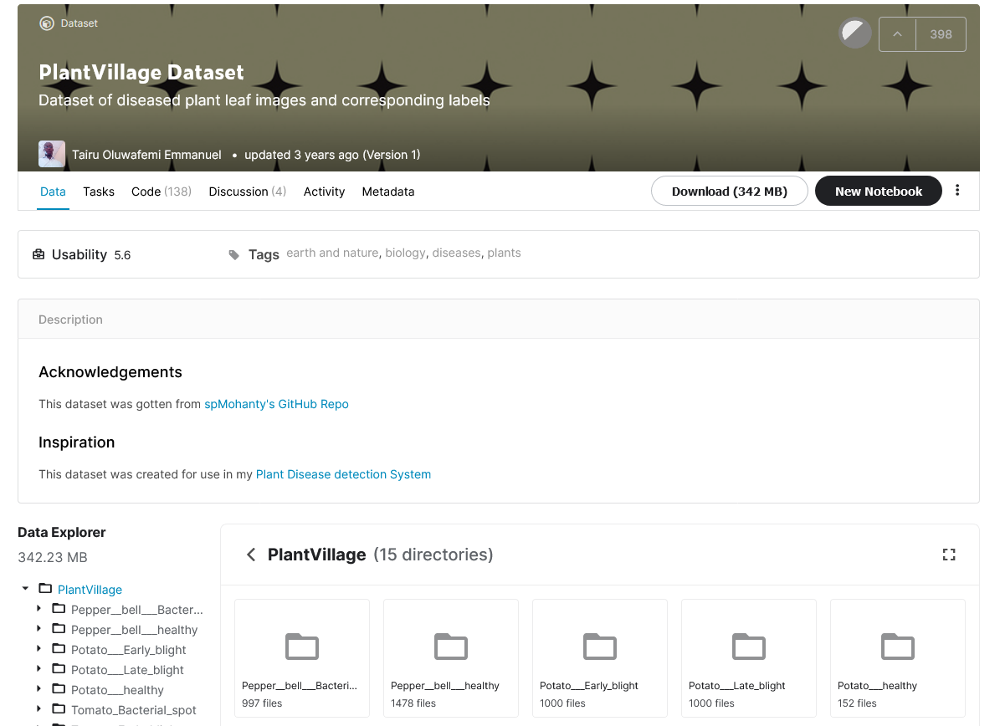 Dataset
398
PlantVillage Dataset
Dataset of diseased plant leaf images and corresponding labels
Tairu Oluwafemi Emmanuel • updated 3 years ago (Version 1)
Data Tasks Code (138) Discussion (4) Activity Metadata Download (342 MB) New Notebook
Usability 5.6 Tags earth and nature, biology, diseases, plants
Description
Acknowledgements
This dataset was gotten from spMohanty's GitHub Repo
Inspiration
This dataset was created for use in my Plant Disease detection System
Data Explorer
342.23 MB
PlantVillage
Pepper__bell___Bacter...
Pepper__bell___healthy
Potato___Early_blight
Potato___Late_blight
Potato___healthy
Tomato_Bacterial_spot
PlantVillage (15 directories)
Pepper__bell___Bacteri... Pepper__bell___healthy Potato___Early_blight Potato___Late_blight Potato___healthy
997 files 1478 files 1000 files 1000 files 152 files